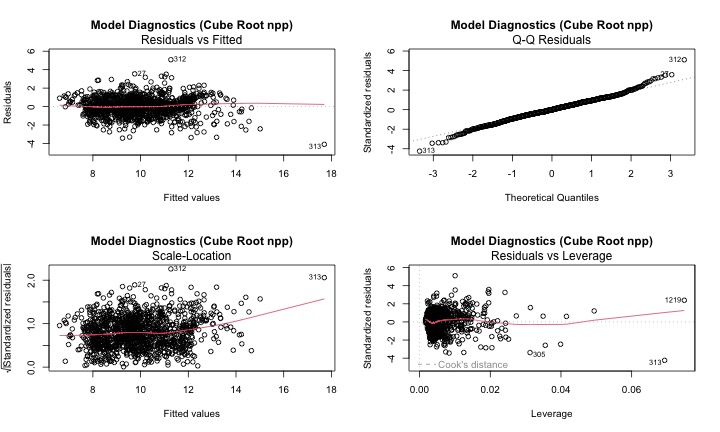 Model Diagnostics (Cube Root npp)
Residuals vs Fitted
Residuals
6
4
2
0
-2
-4
312
27
313
8 10 12 14 16 18
Fitted values
Model Diagnostics (Cube Root npp)
Q-Q Residuals
Standardized residuals
6
4
2
0
-2
-4
312
313
-3 -2 -1 0 1 2 3
Theoretical Quantiles
Model Diagnostics (Cube Root npp)
Scale-Location
√|Standardized residuals|
2.0
1.0
0.0
312
27
313
8 10 12 14 16 18
Fitted values
Model Diagnostics (Cube Root npp)
Residuals vs Leverage
Standardized residuals
6
4
2
0
-2
-4
1219
305
313
Cook's distance
0.00 0.02 0.04 0.06
Leverage